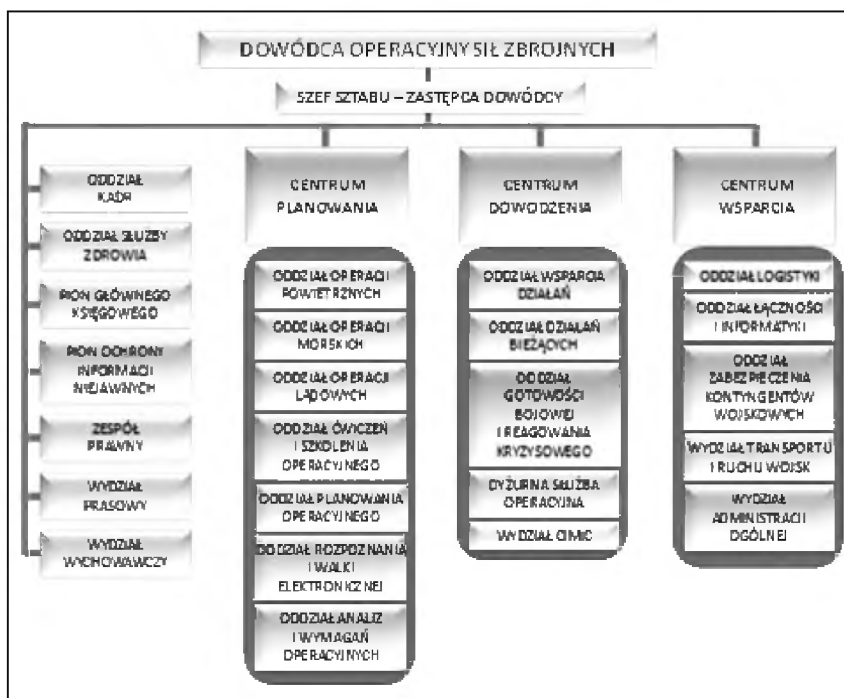 DOWÓDCA OPERACYJNY SIŁ ZBROJNYCH
SZEF SZTABU – ZASTĘPCA DOWÓDCY
ODDZIAŁ
KADR
ODDZIAŁ SŁUŻBY
ZDROWIA
PION GŁÓWNEGO
KSIĘGOWEGO
PION OCHRONY
INFORMACJI
NIEJAWNYCH
ZESPÓŁ
PRAWNY
WYDZIAŁ
PRASOWY
WYDZIAŁ
WYCHOWAWCZY
CENTRUM
PLANOWANIA
ODDZIAŁ OPERACJI
POWIETRZNYCH
ODDZIAŁ OPERACJI
MORSKICH
ODDZIAŁ OPERACJI
LĄDOWYCH
ODDZIAŁ ĆWICZEŃ
I SZKOLENIA
OPERACYJNEGO
ODDZIAŁ PLANOWANIA
OPERACYJNEGO
ODDZIAŁ ROZPOZNANIA
I WALKI
ELEKTRONICZNEJ
ODDZIAŁ ANALIZ
I WYMAGAŃ
OPERACYJNYCH
CENTRUM
DOWODZENIA
ODDZIAŁ WSPARCIA
DZIAŁAŃ
ODDZIAŁ DZIAŁAŃ
BIEŻĄCYCH
ODDZIAŁ
GOTOWOŚCI
BOJOWEJ
I REAGOWANIA
KRYZYSOWEGO
DYŻURNA SŁUŻBA
OPERACYJNA
WYDZIAŁ CIMIC
CENTRUM
WSPARCIA
ODDZIAŁ LOGISTYKI
ODDZIAŁ ŁĄCZNOŚCI
I INFORMATYKI
ODDZIAŁ
ZABEZPIECZENIA
KONTYNGENTÓW
WOJSKOWYCH
WYDZIAŁ TRANSPORTU
I RUCHU WOJSK
WYDZIAŁ
ADMINISTRACJI
OGÓLNEJ